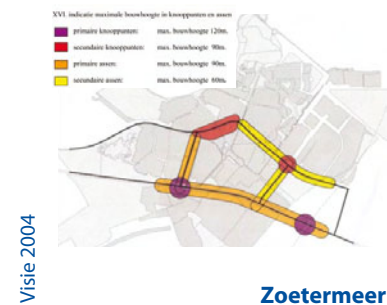 XVI. indicatie maximale bouwhoogte in knooppunten en assen
primaire knooppunten: max. bouwhoogte 120m.
secundaire knooppunten: max. bouwhoogte 90m.
primaire assen: max. bouwhoogte 90m.
secundaire assen: max. bouwhoogte 60m.
Visie 2004
Zoetermeer